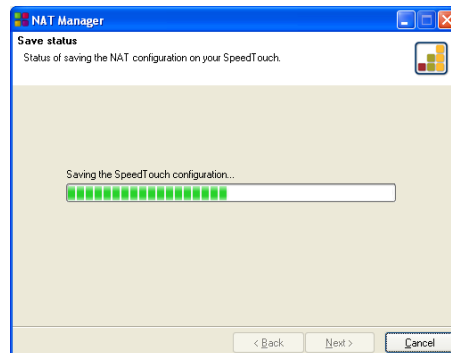 NAT Manager
Save status
Status of saving the NAT configuration on your SpeedTouch.
Saving the SpeedTouch configuration...
< Back Next > Cancel